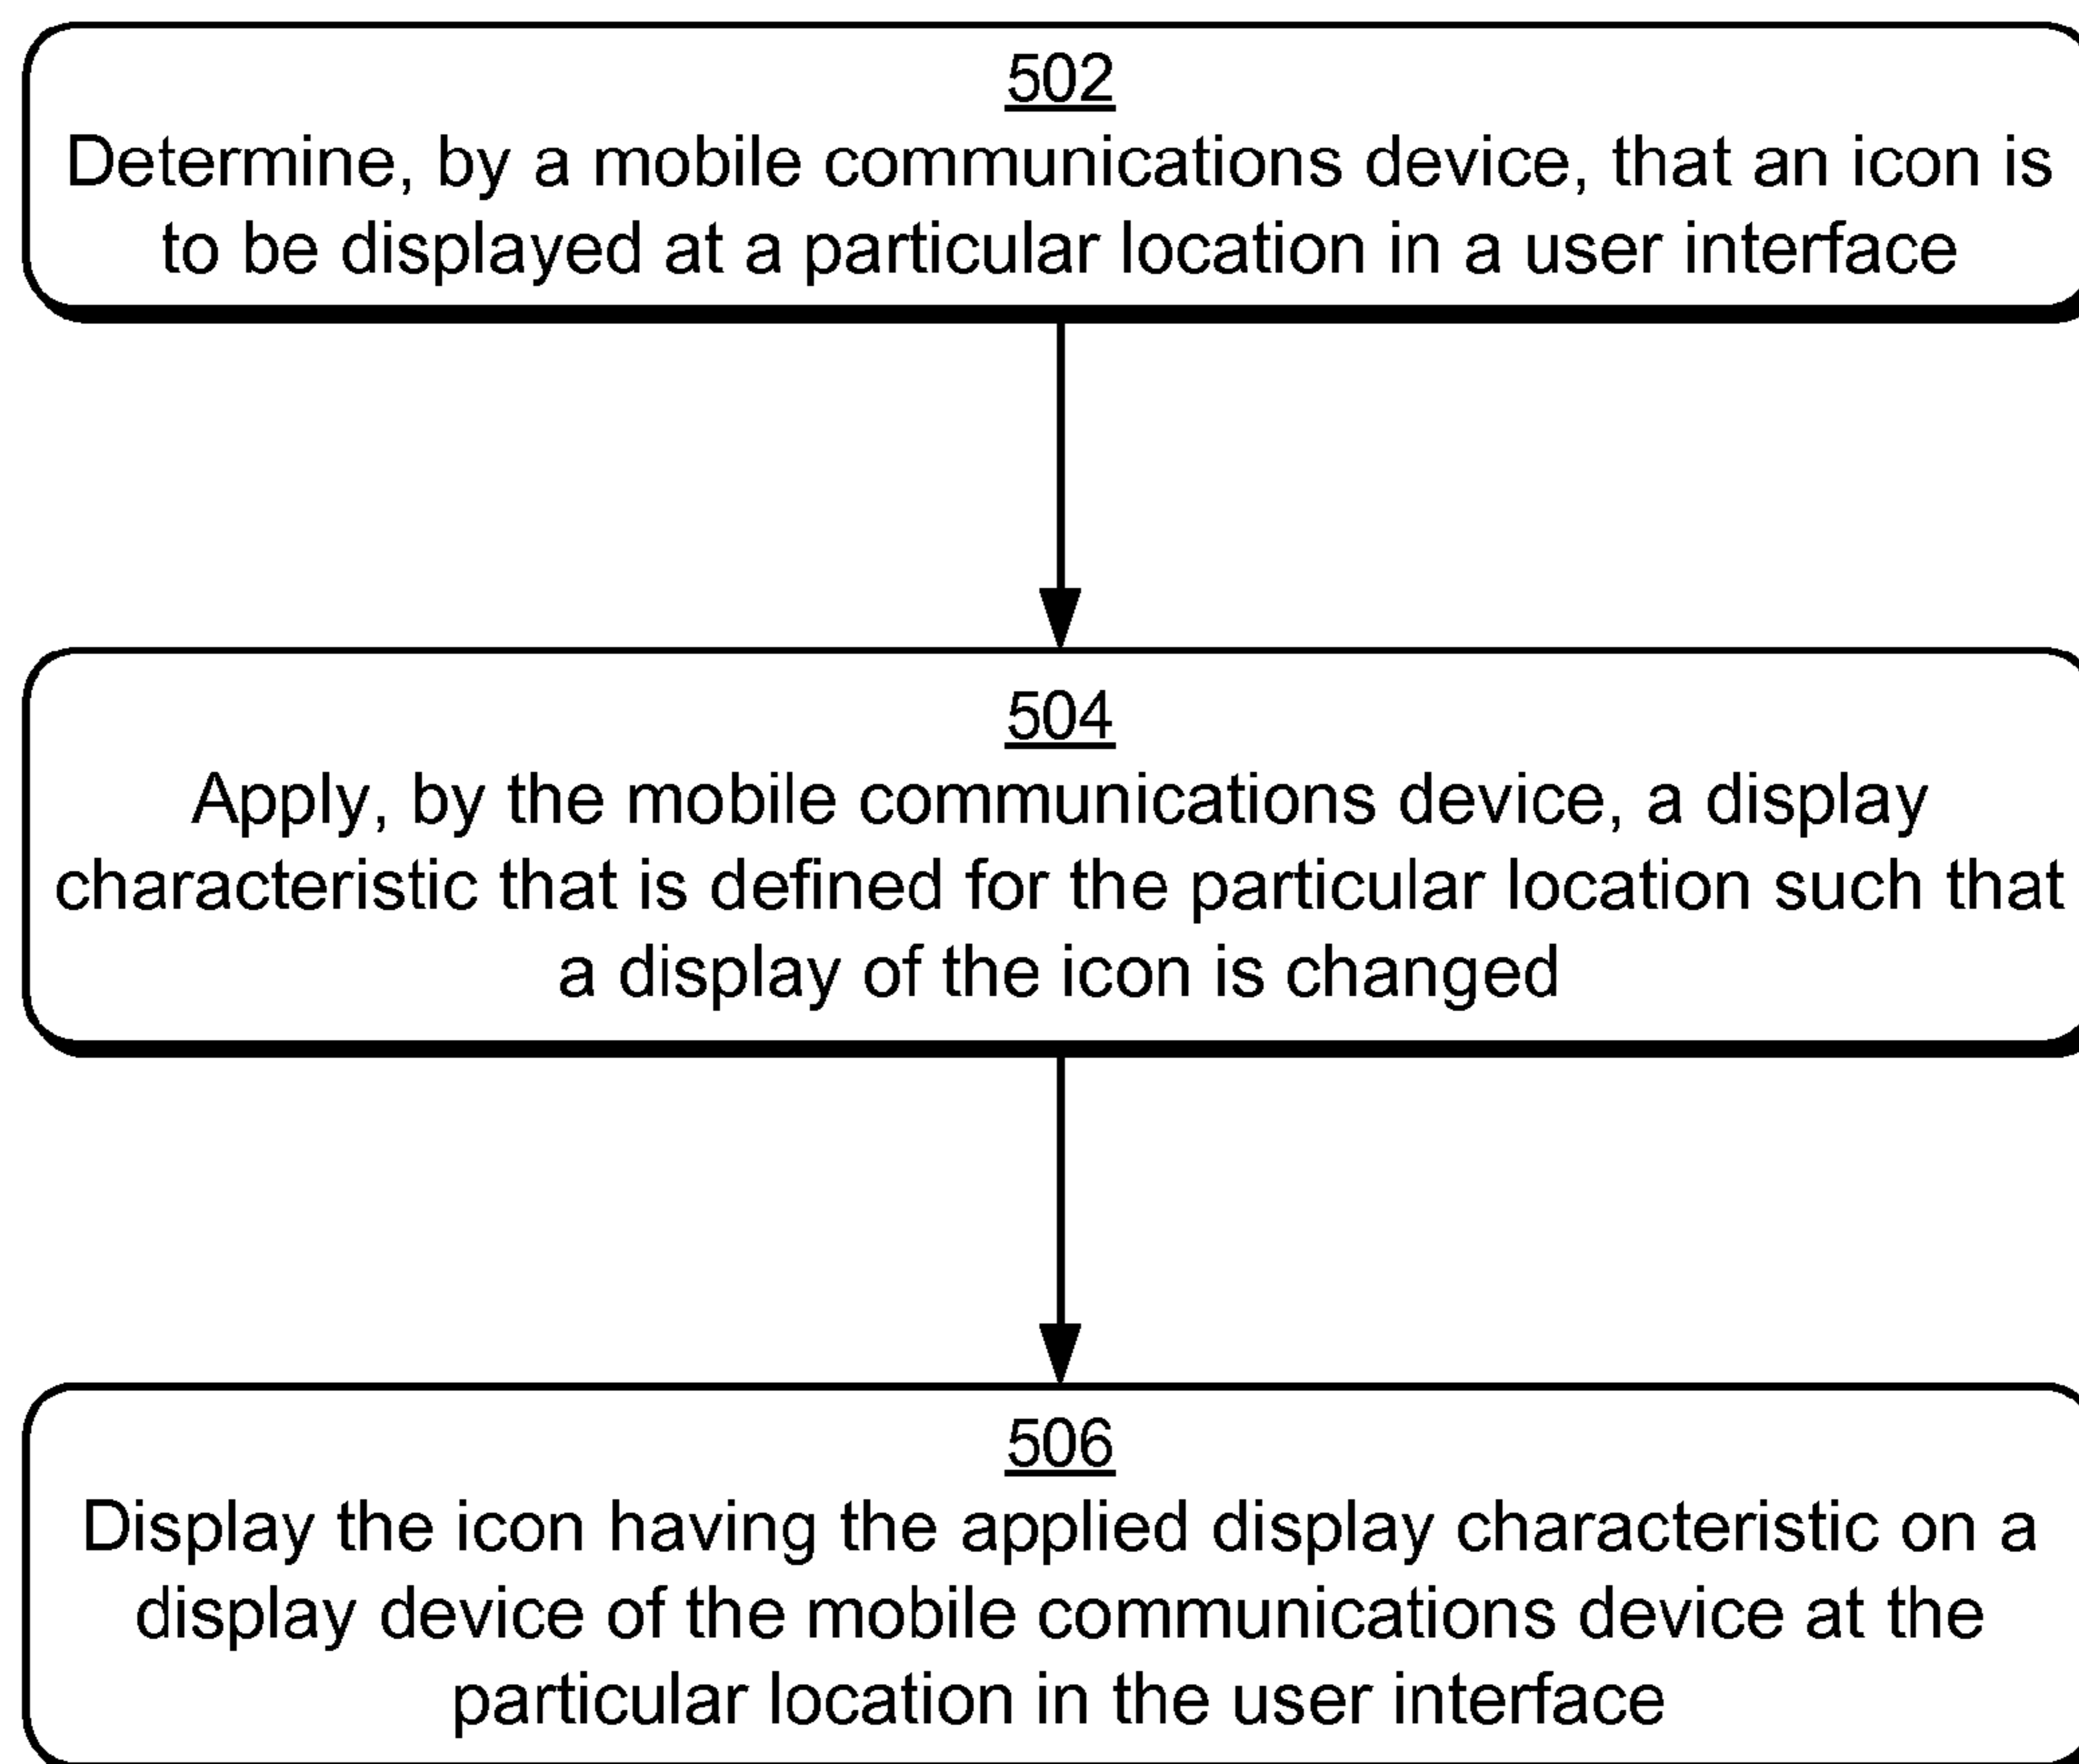 502
Determine, by a mobile communications device, that an icon is
to be displayed at a particular location in a user interface
504
Apply, by the mobile communications device, a display
characteristic that is defined for the particular location such that
a display of the icon is changed
506
Display the icon having the applied display characteristic on a
display device of the mobile communications device at the
particular location in the user interface